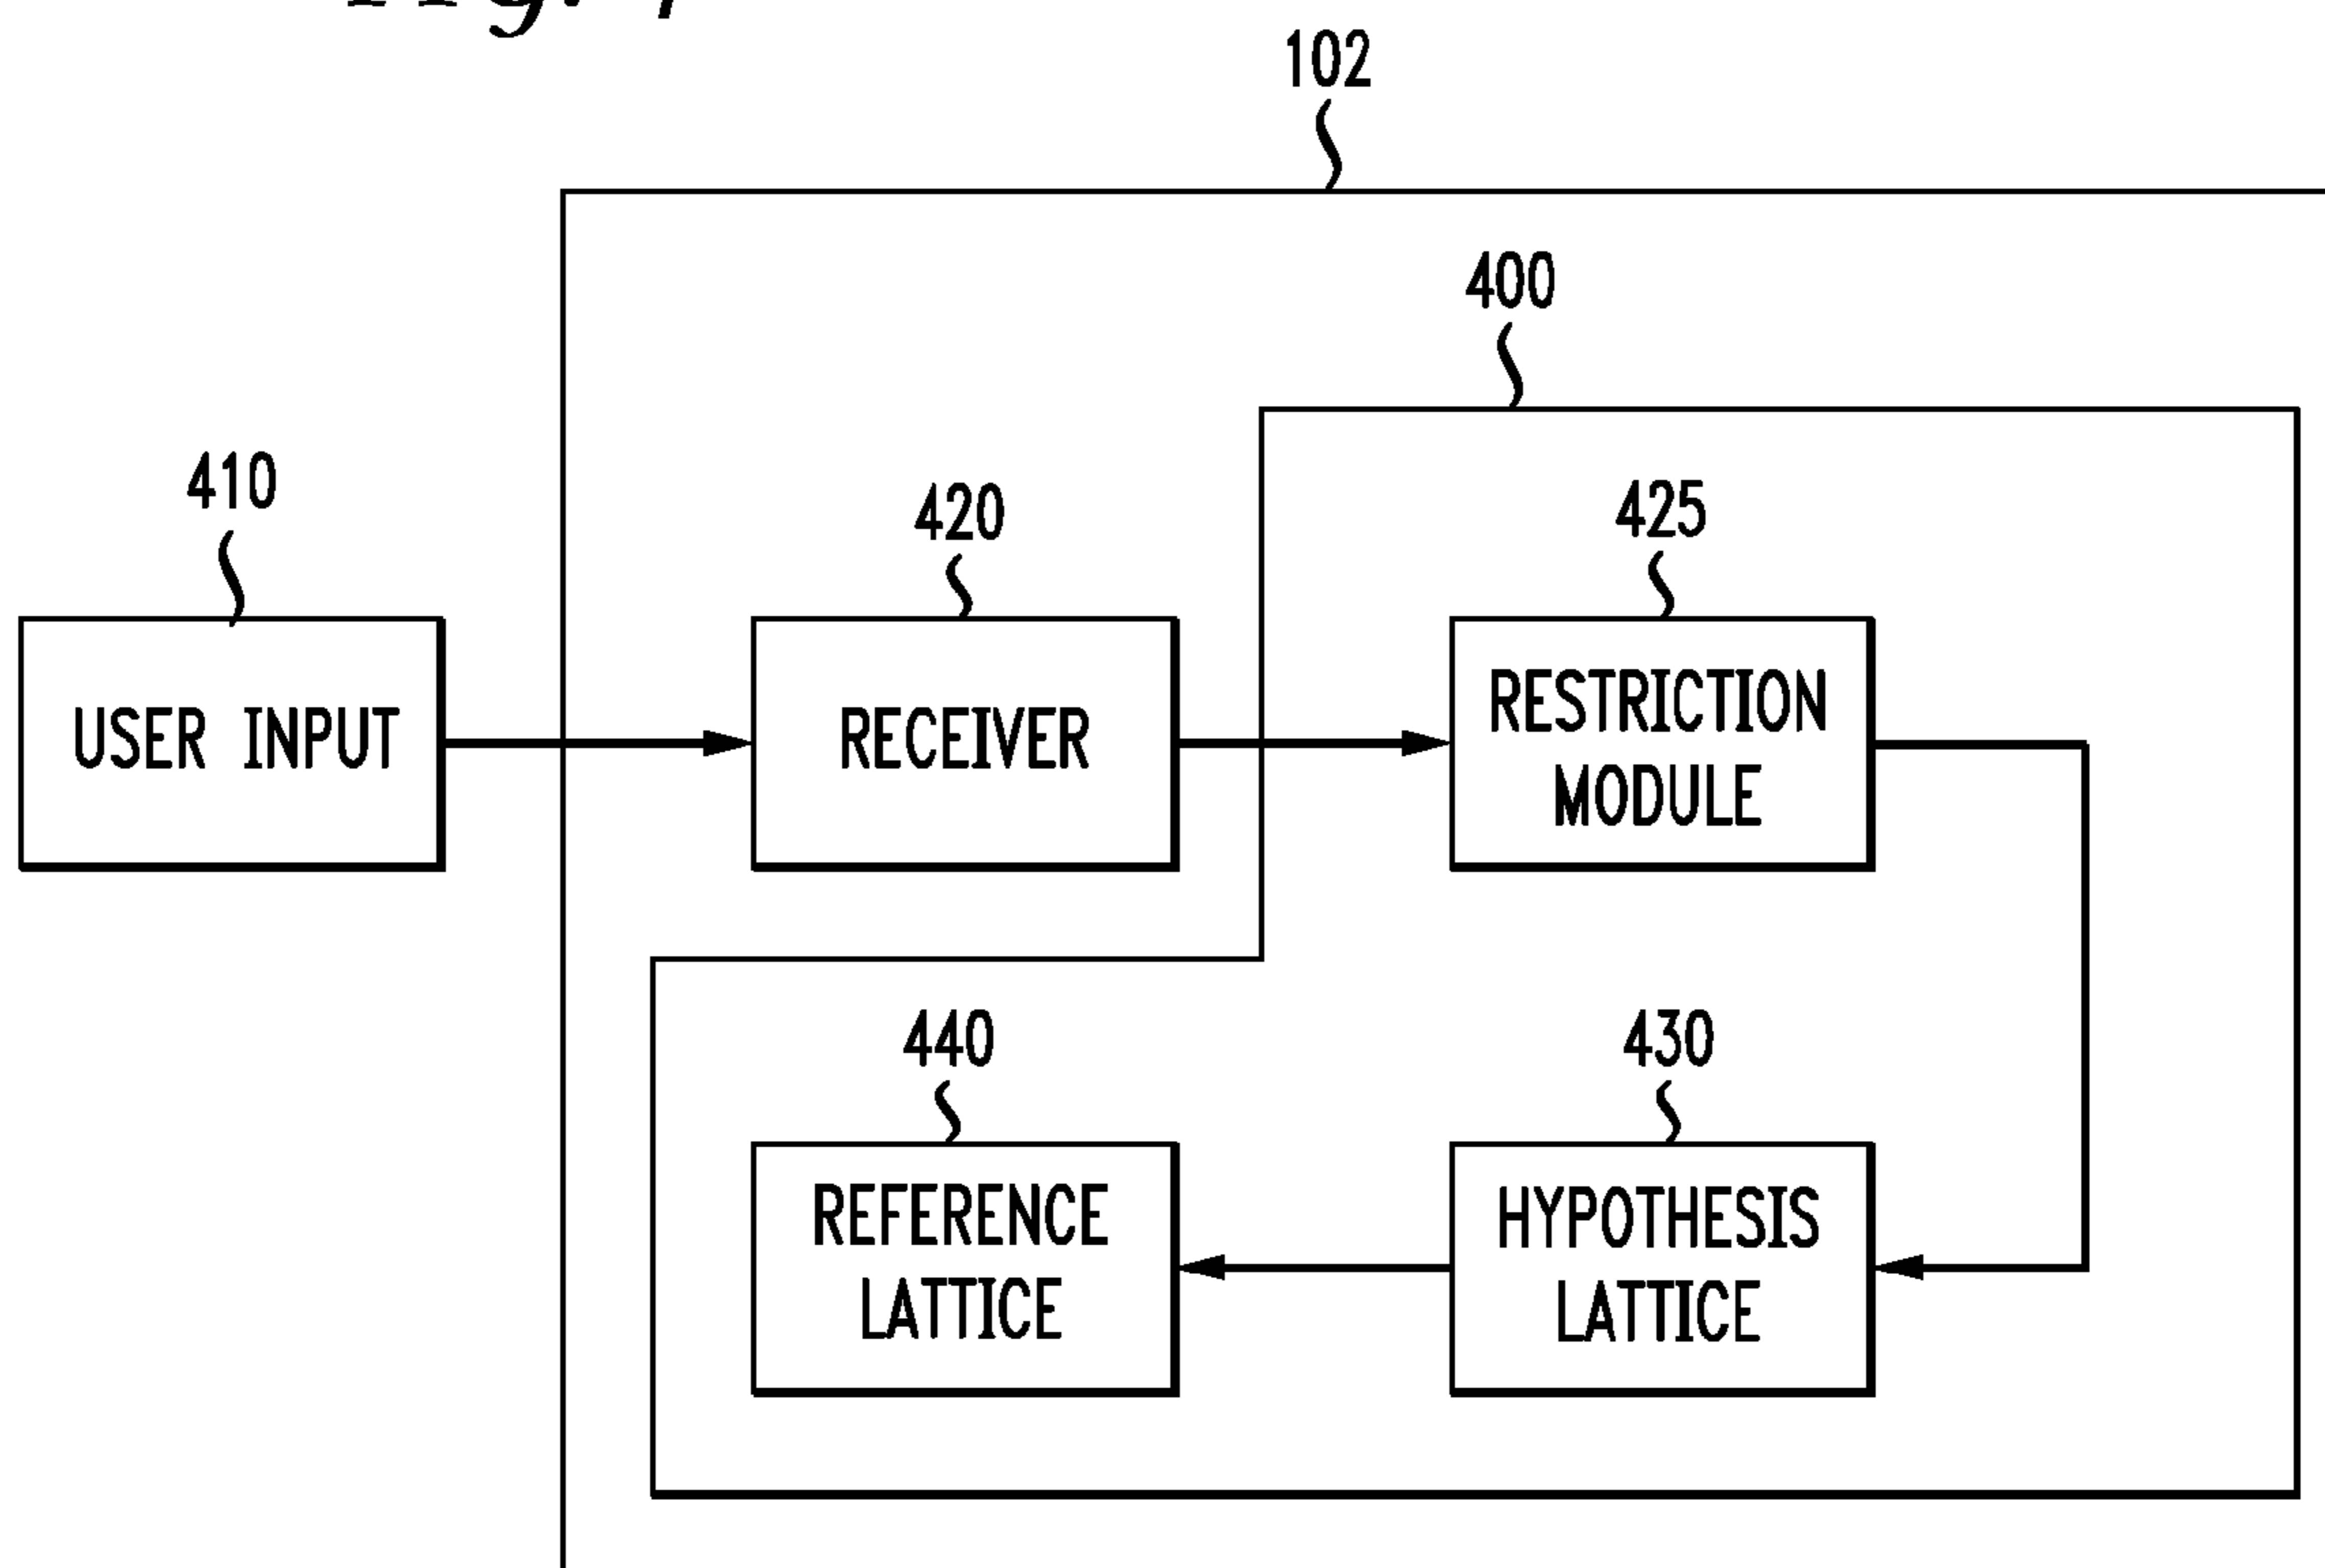 102
400
410
420
425
USER INPUT
RECEIVER
RESTRICTION
MODULE
440
430
REFERENCE
LATTICE
HYPOTHESIS
LATTICE